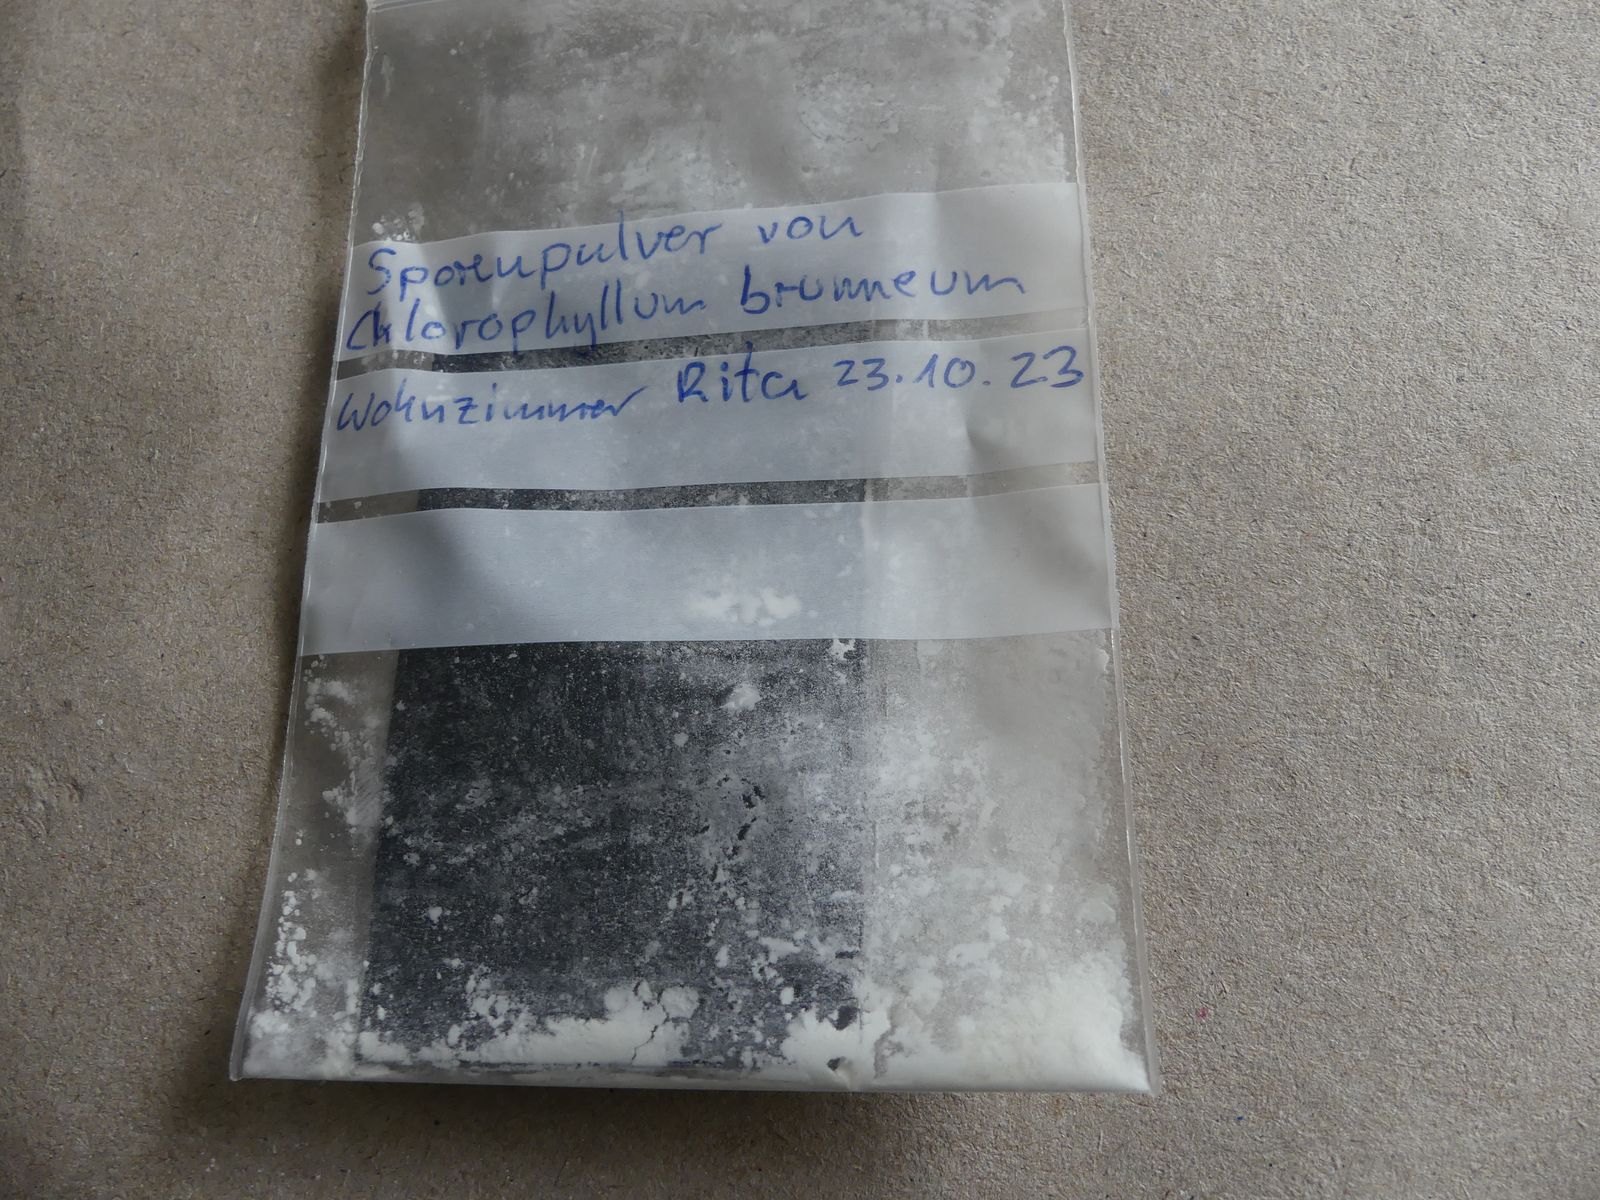 Sporenpulver von
Chlorophyllum brunneum
Wohnzimmer Rita 23.10.23